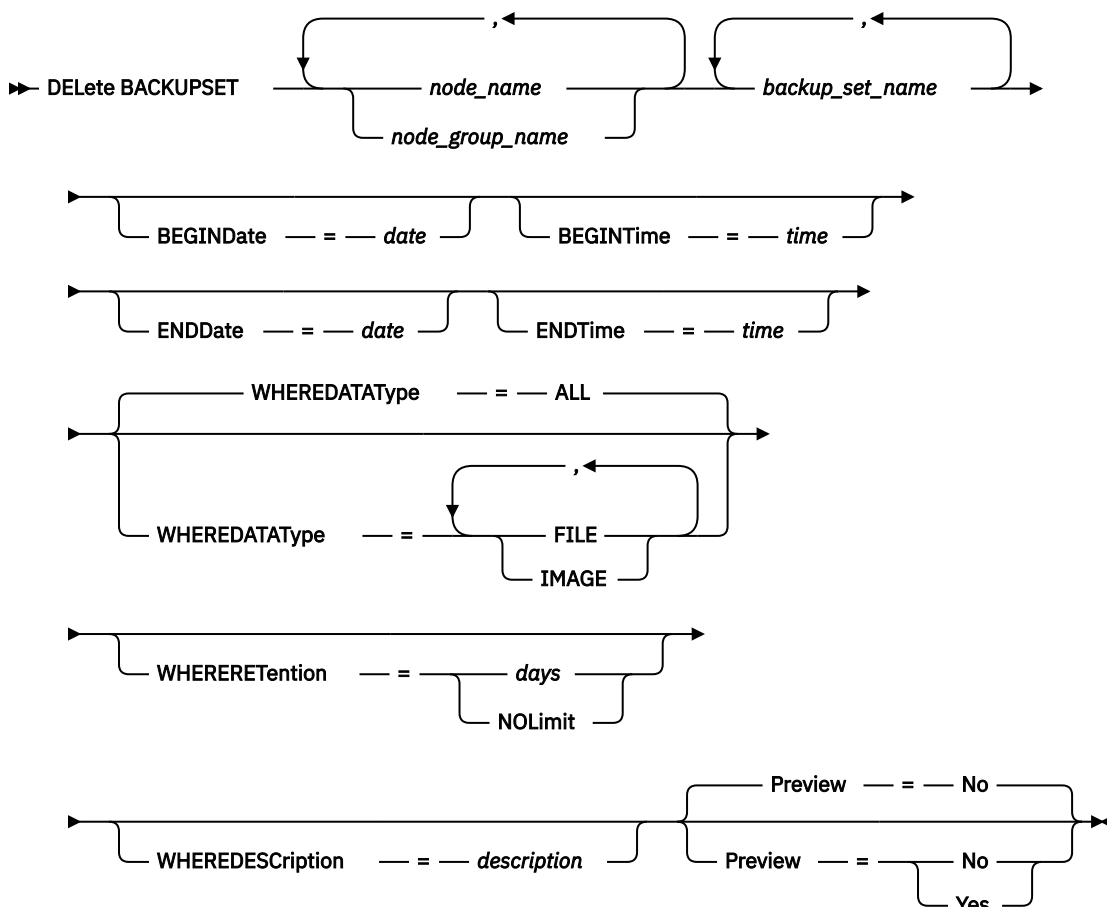 , ,
DELete BACKUPSET node_name backup_set_name
node_group_name
BEGINDate = date BEGINTime = time
ENDDate = date ENDTime = time
WHEREDATAType = ALL
,
WHEREDATAType = FILE
IMAGE
WHERERETention = days
NOLimit
Preview = No
WHEREDESCription = description Preview = No
Yes